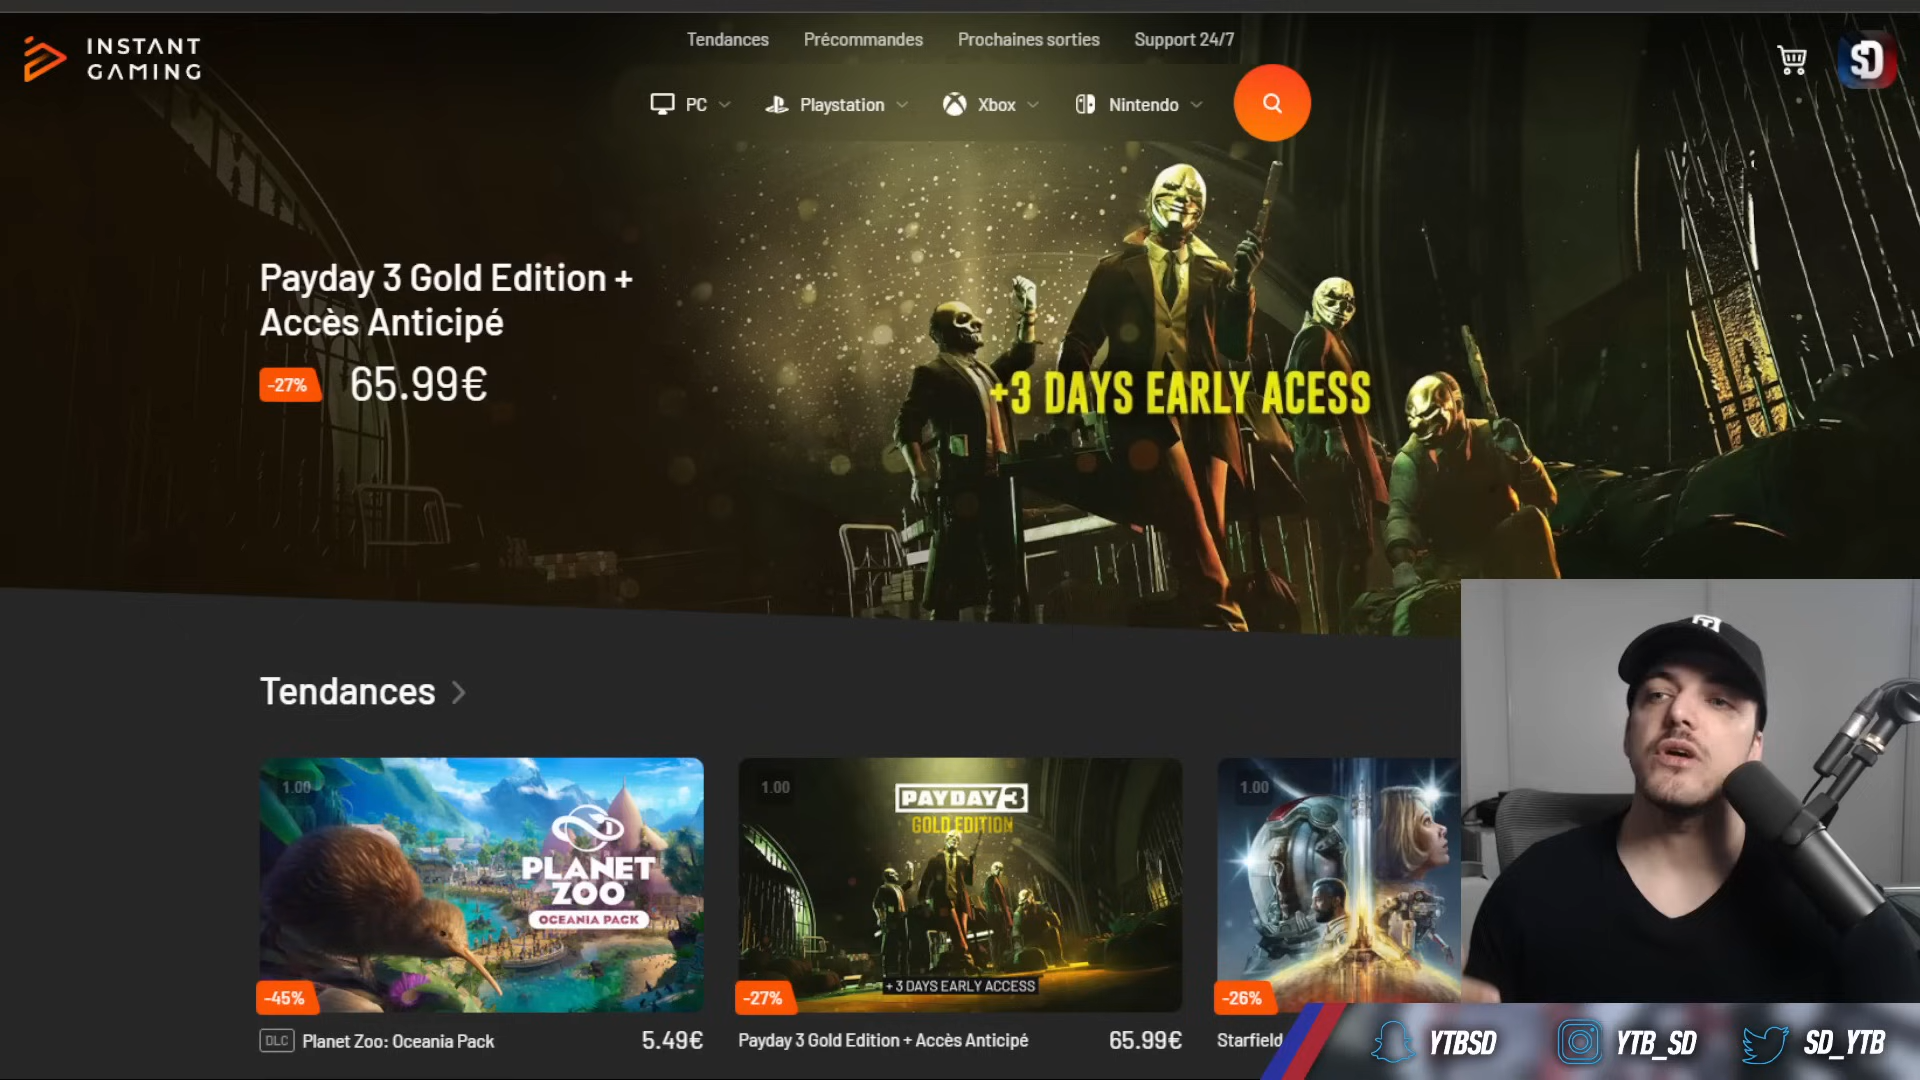 INSTANT
GAMING
Tendances
Précommandes
Prochaines sorties
Support 24/7
PC
Playstation
Xbox
Nintendo
SD
Payday 3 Gold Edition +
Accès Anticipé
-27%
65.99€
+3 DAYS EARLY ACESS
Tendances
1.00
PLANET
ZOO
OCEANIA PACK
-45%
DLC
Planet Zoo: Oceania Pack
5.49€
1.00
PAYDAY 3
GOLD EDITION
+ 3 DAYS EARLY ACCESS
-27%
Payday 3 Gold Edition + Accès Anticipé
65.99€
1.00
-26%
Starfield
YTBSD
YTB_SD
SD_YTB